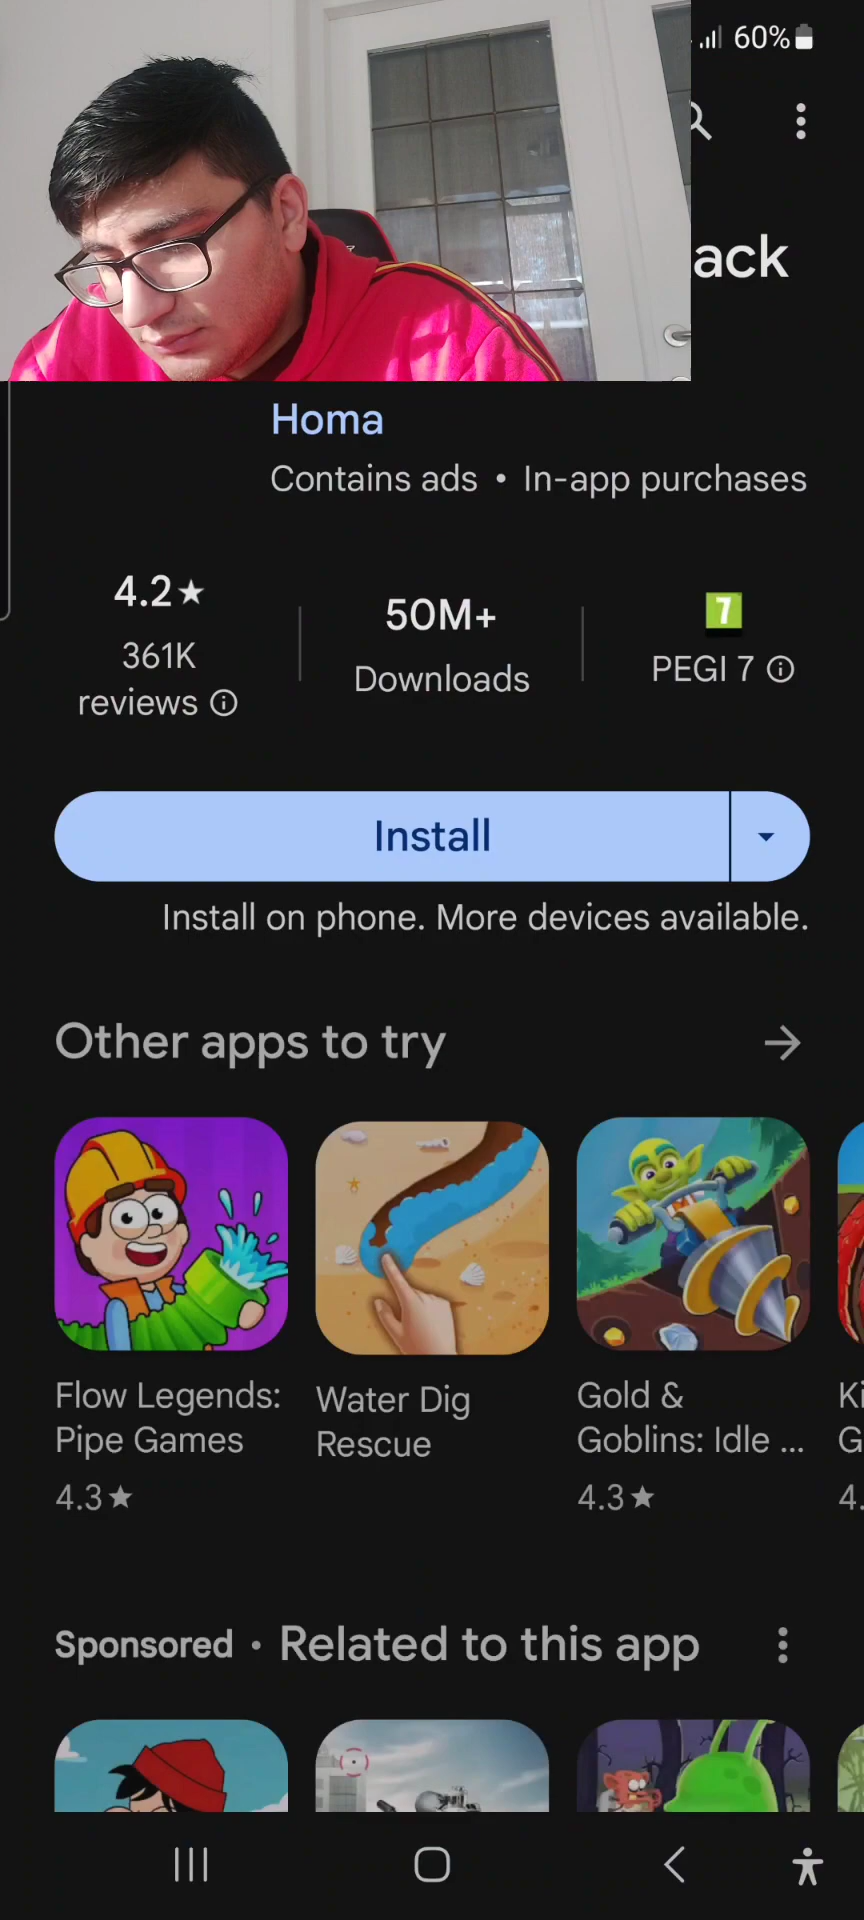 60%
ack
Homa
Contains ads • In-app purchases
4.2★
361K
reviews
50M+
Downloads
7
PEGI 7
Install
Install on phone. More devices available.
Other apps to try
Flow Legends:
Pipe Games
4.3★
Water Dig
Rescue
Gold &
Goblins: Idle ...
4.3★
Ki
G
4.
Sponsored • Related to this app